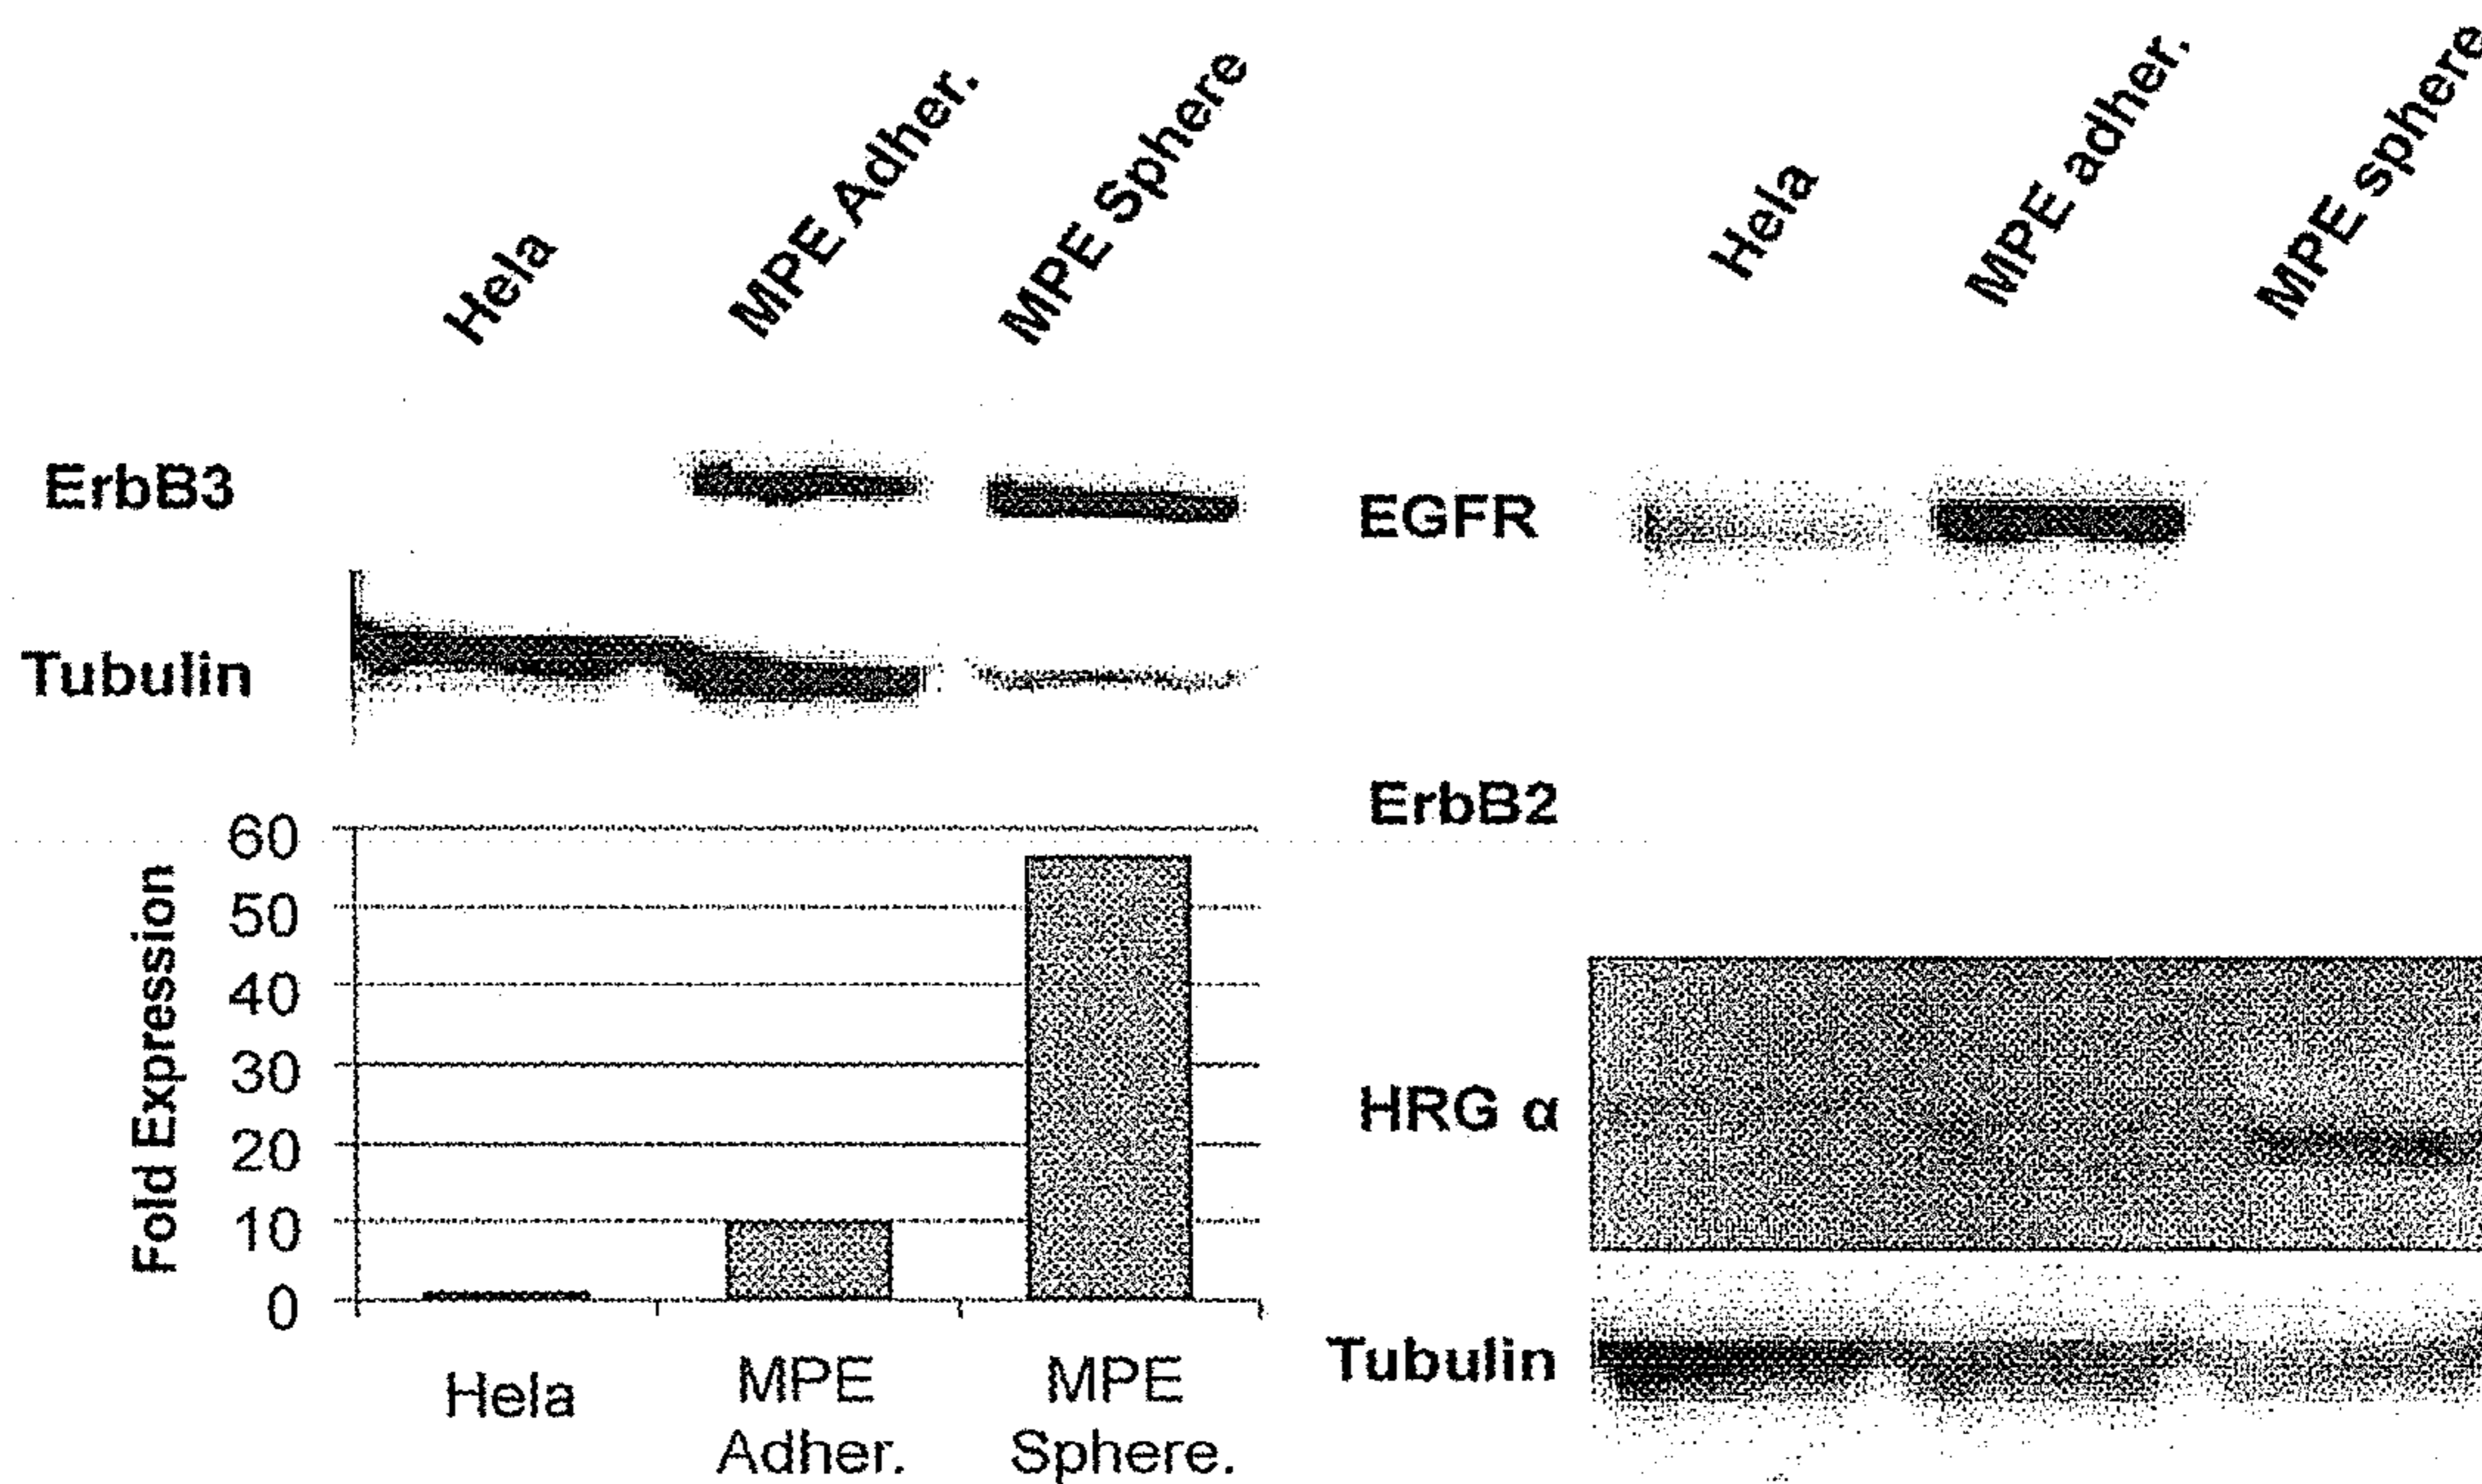 Hela
MPE Adher.
MPE Sphere
ErbB3
Tubulin
60
50
40
30
20
10
0
Fold Expression
Hela
MPE
Adher.
MPE
Sphere.
Hela
MPE adher.
MPE sphere
EGFR
ErbB2
HRG α
Tubulin